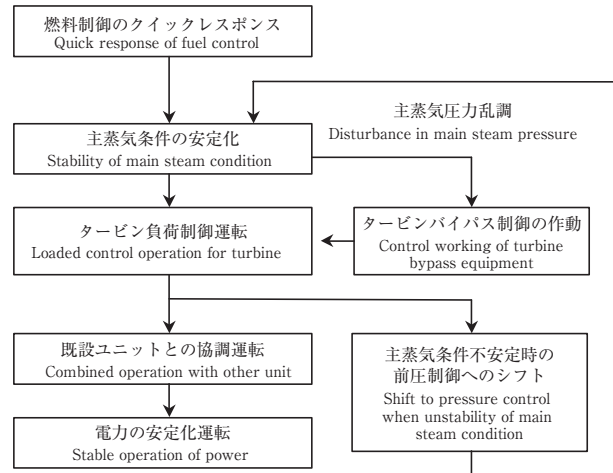 燃料制御のクイックレスポンス
Quick response of fuel control
主蒸気圧力乱調
Disturbance in main steam pressure
主蒸気条件の安定化
Stability of main steam condition
タービン負荷制御運転
Loaded control operation for turbine
タービンバイパス制御の作動
Control working of turbine
bypass equipment
既設ユニットとの協調運転
Combined operation with other unit
主蒸気条件不安定時の
前圧制御へのシフト
Shift to pressure control
when unstability of main
steam condition
電力の安定化運転
Stable operation of power